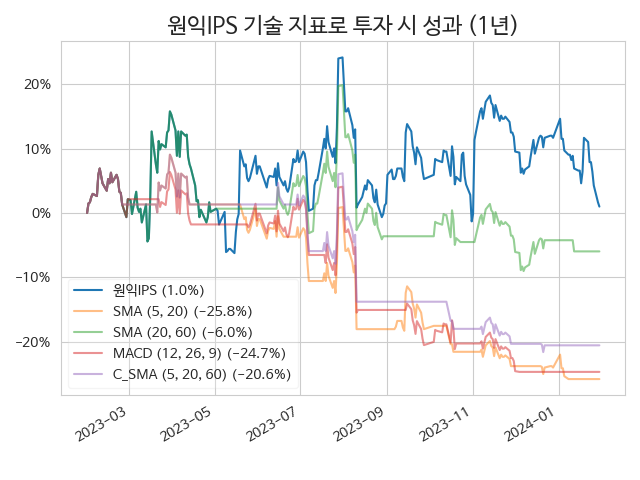 원익IPS 기술 지표로 투자 시 성과 (1년)
20%
10%
0%
−10%
−20%
원익IPS (1.0%)
SMA (5, 20) (−25.8%)
SMA (20, 60) (−6.0%)
MACD (12, 26, 9) (−24.7%)
C_SMA (5, 20, 60) (−20.6%)
2023−03
2023−05
2023−07
2023−09
2023−11
2024−01